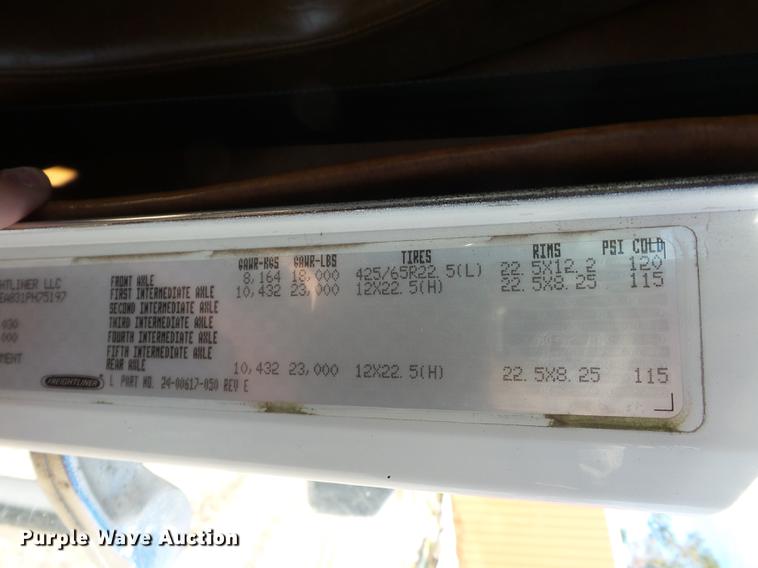 GAWR-KGS GAWR-LBS TIRES RIMS PSI COLD
HTLINER LLC
EA831PH75197
030
000
MENT
FRONT AXLE 8,164 18,000 425/65R22.5(L) 22.5X12.2 120
FIRST INTERMEDIATE AXLE 10,432 23,000 12X22.5(H) 22.5X8.25 115
SECOND INTERMEDIATE AXLE
THIRD INTERMEDIATE AXLE
FOURTH INTERMEDIATE AXLE
FIFTH INTERMEDIATE AXLE
REAR AXLE 10,432 23,000 12X22.5(H) 22.5X8.25 115
FREIGHTLINER
L PART NO. 24-00617-050 REV E
Purple Wave Auction